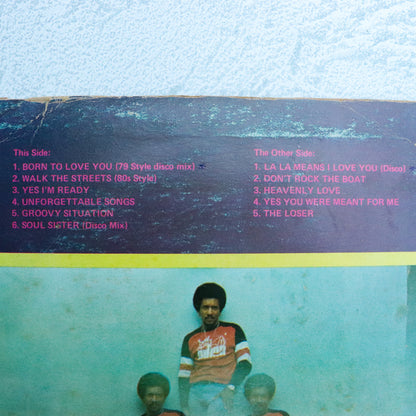 This Side:
1. BORN TO LOVE YOU (79 Style disco mix)
2. WALK THE STREETS (80s Style)
3. YES I'M READY
4. UNFORGETTABLE SONGS
5. GROOVY SITUATION
6. SOUL SISTER (Disco Mix)
The Other Side:
1. LA LA MEANS I LOVE YOU (Disco)
2. DON'T ROCK THE BOAT
3. HEAVENLY LOVE
4. YES YOU WERE MEANT FOR ME
5. THE LOSER